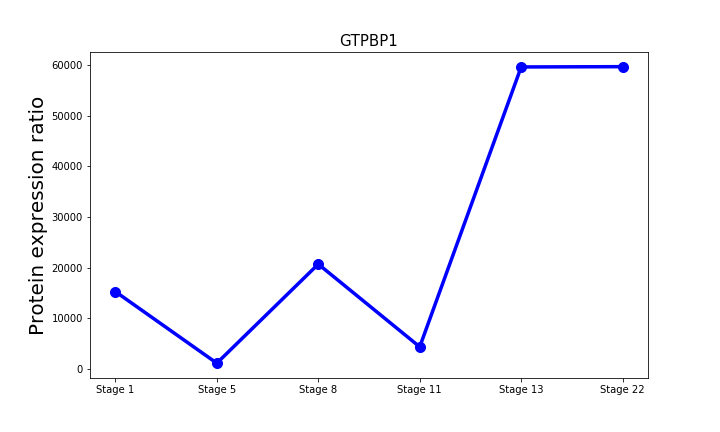 GTPBP1
Protein expression ratio
60000
50000
40000
30000
20000
10000
0
Stage 1 Stage 5 Stage 8 Stage 11 Stage 13 Stage 22